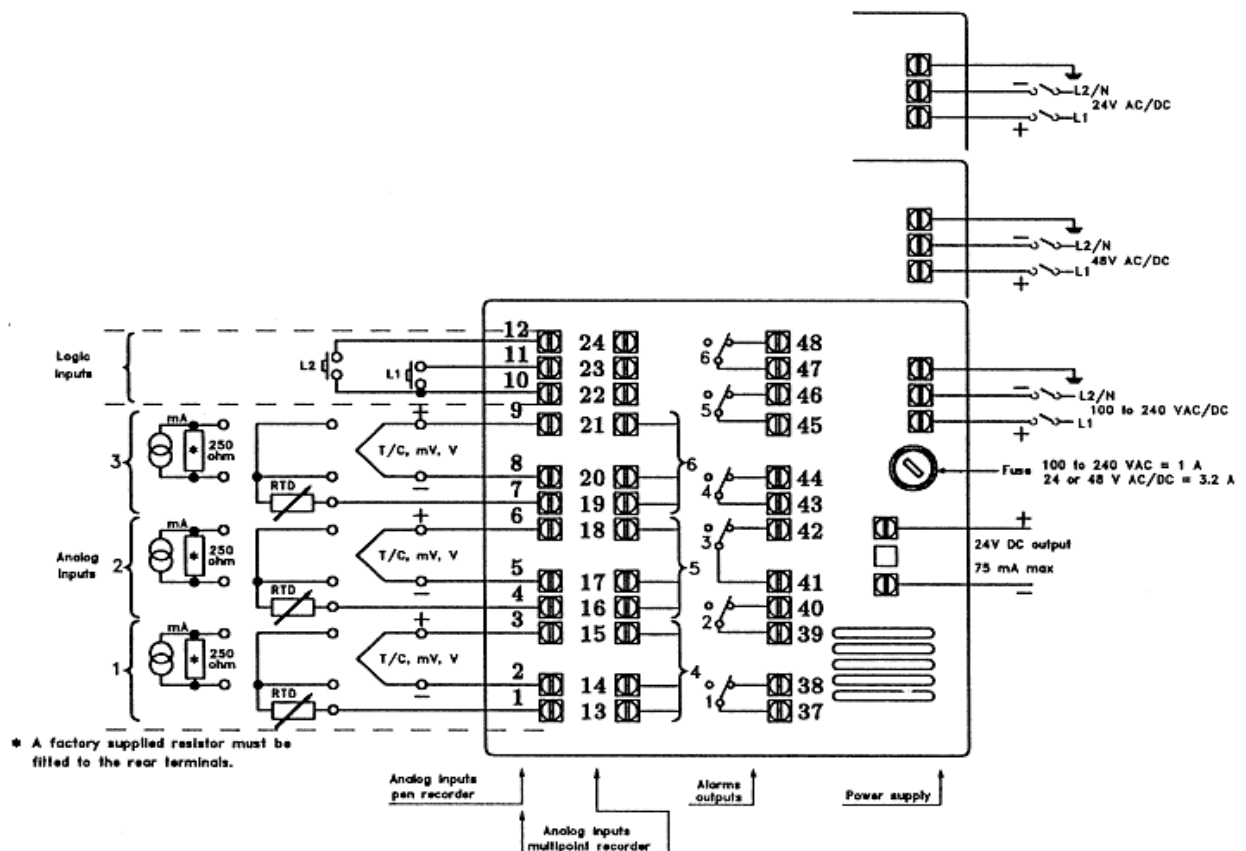 L2/N
24V AC/DC
L1
+
L2/N
48V AC/DC
L1
+
Logic Inputs
L2
L1
12
11
10
24
23
22
6
48
47
5
46
45
L2/N
100 to 240 VAC/DC
L1
+
3
mA
*
250 ohm
RTD
+
T/C, mV, V
−
9
8
7
21
20
19
6
4
44
43
Fuse
100 to 240 VAC = 1 A
24 or 48 V AC/DC = 3.2 A
Analog Inputs
2
mA
*
250 ohm
RTD
+
T/C, mV, V
−
6
5
4
18
17
16
5
3
42
41
+
24V DC output
75 mA max
−
1
mA
*
250 ohm
RTD
+
T/C, mV, V
−
3
2
1
15
14
13
4
2
40
39
1
38
37
* A factory supplied resistor must be
fitted to the rear terminals.
Analog Inputs
pen recorder
Analog Inputs
multipoint recorder
Alarms
outputs
Power supply